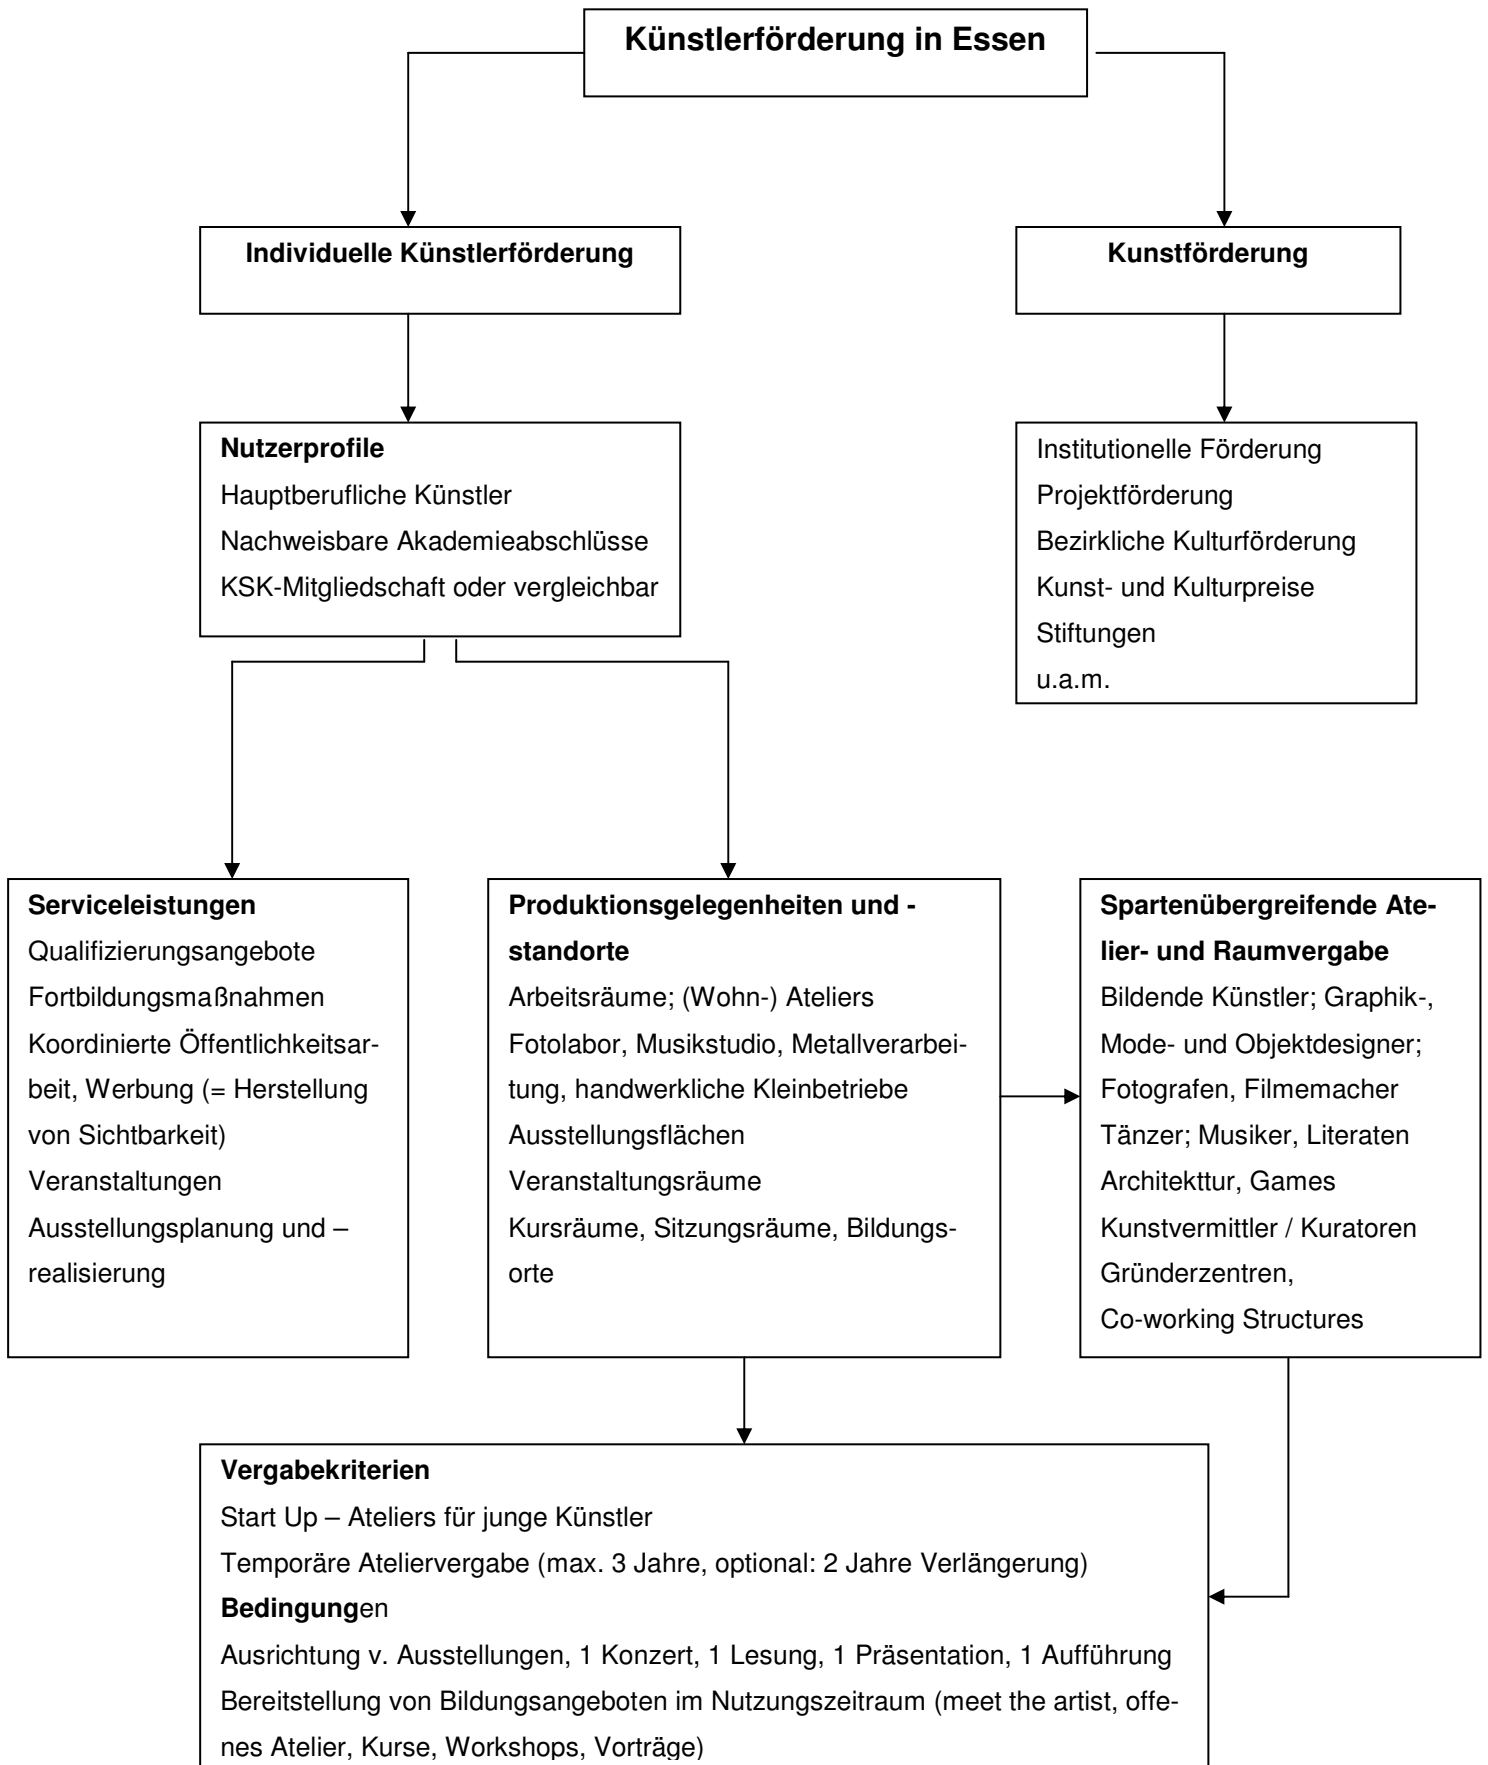 Künstlerförderung in Essen
Individuelle Künstlerförderung
Kunstförderung
Nutzerprofile
Hauptberufliche Künstler
Nachweisbare Akademieabschlüsse
KSK-Mitgliedschaft oder vergleichbar
Institutionelle Förderung
Projektförderung
Bezirkliche Kulturförderung
Kunst- und Kulturpreise
Stiftungen
u.a.m.
Serviceleistungen
Qualifizierungsangebote
Fortbildungsmaßnahmen
Koordinierte Öffentlichkeitsar-
beit, Werbung (= Herstellung
von Sichtbarkeit)
Veranstaltungen
Ausstellungsplanung und –
realisierung
Produktionsgelegenheiten und -
standorte
Arbeitsräume; (Wohn-) Ateliers
Fotolabor, Musikstudio, Metallverarbei-
tung, handwerkliche Kleinbetriebe
Ausstellungsflächen
Veranstaltungsräume
Kursräume, Sitzungsräume, Bildungs-
orte
Spartenübergreifende Ate-
lier- und Raumvergabe
Bildende Künstler; Graphik-,
Mode- und Objektdesigner;
Fotografen, Filmemacher
Tänzer; Musiker, Literaten
Architekttur, Games
Kunstvermittler / Kuratoren
Gründerzentren,
Co-working Structures
Vergabekriterien
Start Up – Ateliers für junge Künstler
Temporäre Ateliervergabe (max. 3 Jahre, optional: 2 Jahre Verlängerung)
Bedingungen
Ausrichtung v. Ausstellungen, 1 Konzert, 1 Lesung, 1 Präsentation, 1 Aufführung
Bereitstellung von Bildungsangeboten im Nutzungszeitraum (meet the artist, offe-
nes Atelier, Kurse, Workshops, Vorträge)